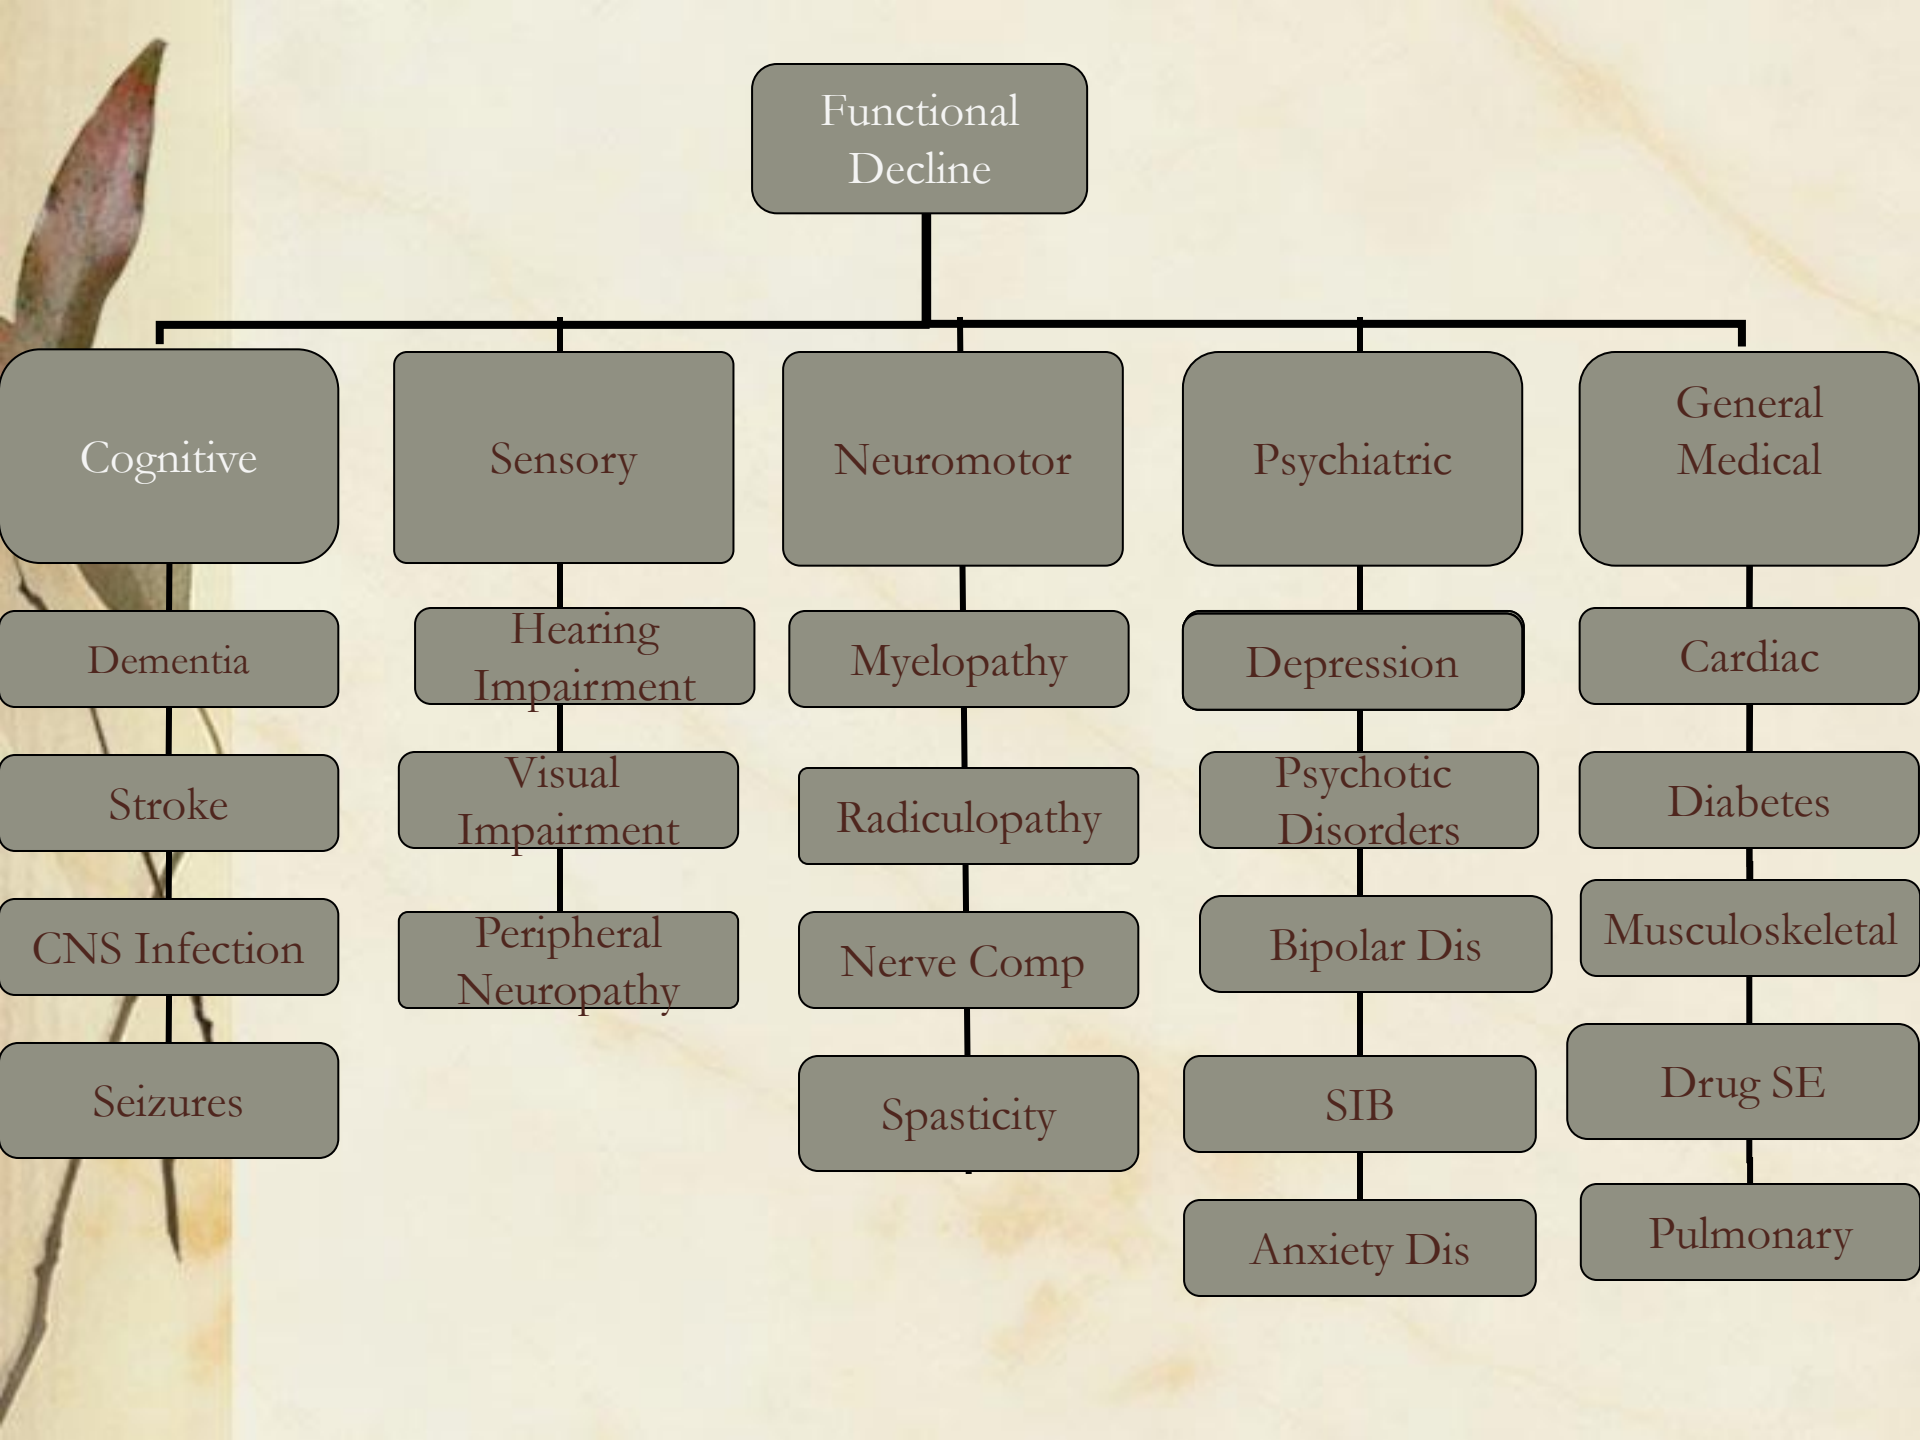 Functional
Decline
Cognitive
Sensory
Neuromotor
Psychiatric
General
Medical
Dementia
Stroke
CNS Infection
Seizures
Hearing
Impairment
Visual
Impairment
Peripheral
Neuropathy
Myelopathy
Radiculopathy
Nerve Comp
Spasticity
Depression
Psychotic
Disorders
Bipolar Dis
SIB
Anxiety Dis
Cardiac
Diabetes
Musculoskeletal
Drug SE
Pulmonary